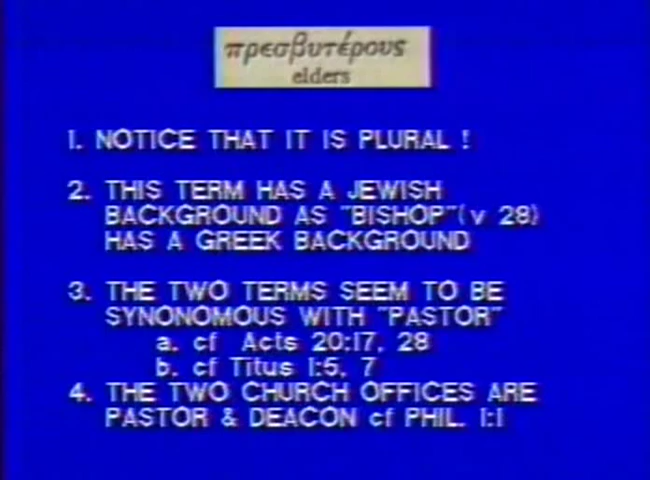 πρεσβυτέρους
elders
1. NOTICE THAT IT IS PLURAL !
2. THIS TERM HAS A JEWISH
BACKGROUND AS "BISHOP"(v 28)
HAS A GREEK BACKGROUND
3. THE TWO TERMS SEEM TO BE
SYNONOMOUS WITH "PASTOR"
a. cf Acts 20:17, 28
b. cf Titus 1:5, 7
4. THE TWO CHURCH OFFICES ARE
PASTOR & DEACON cf PHIL. 1:1